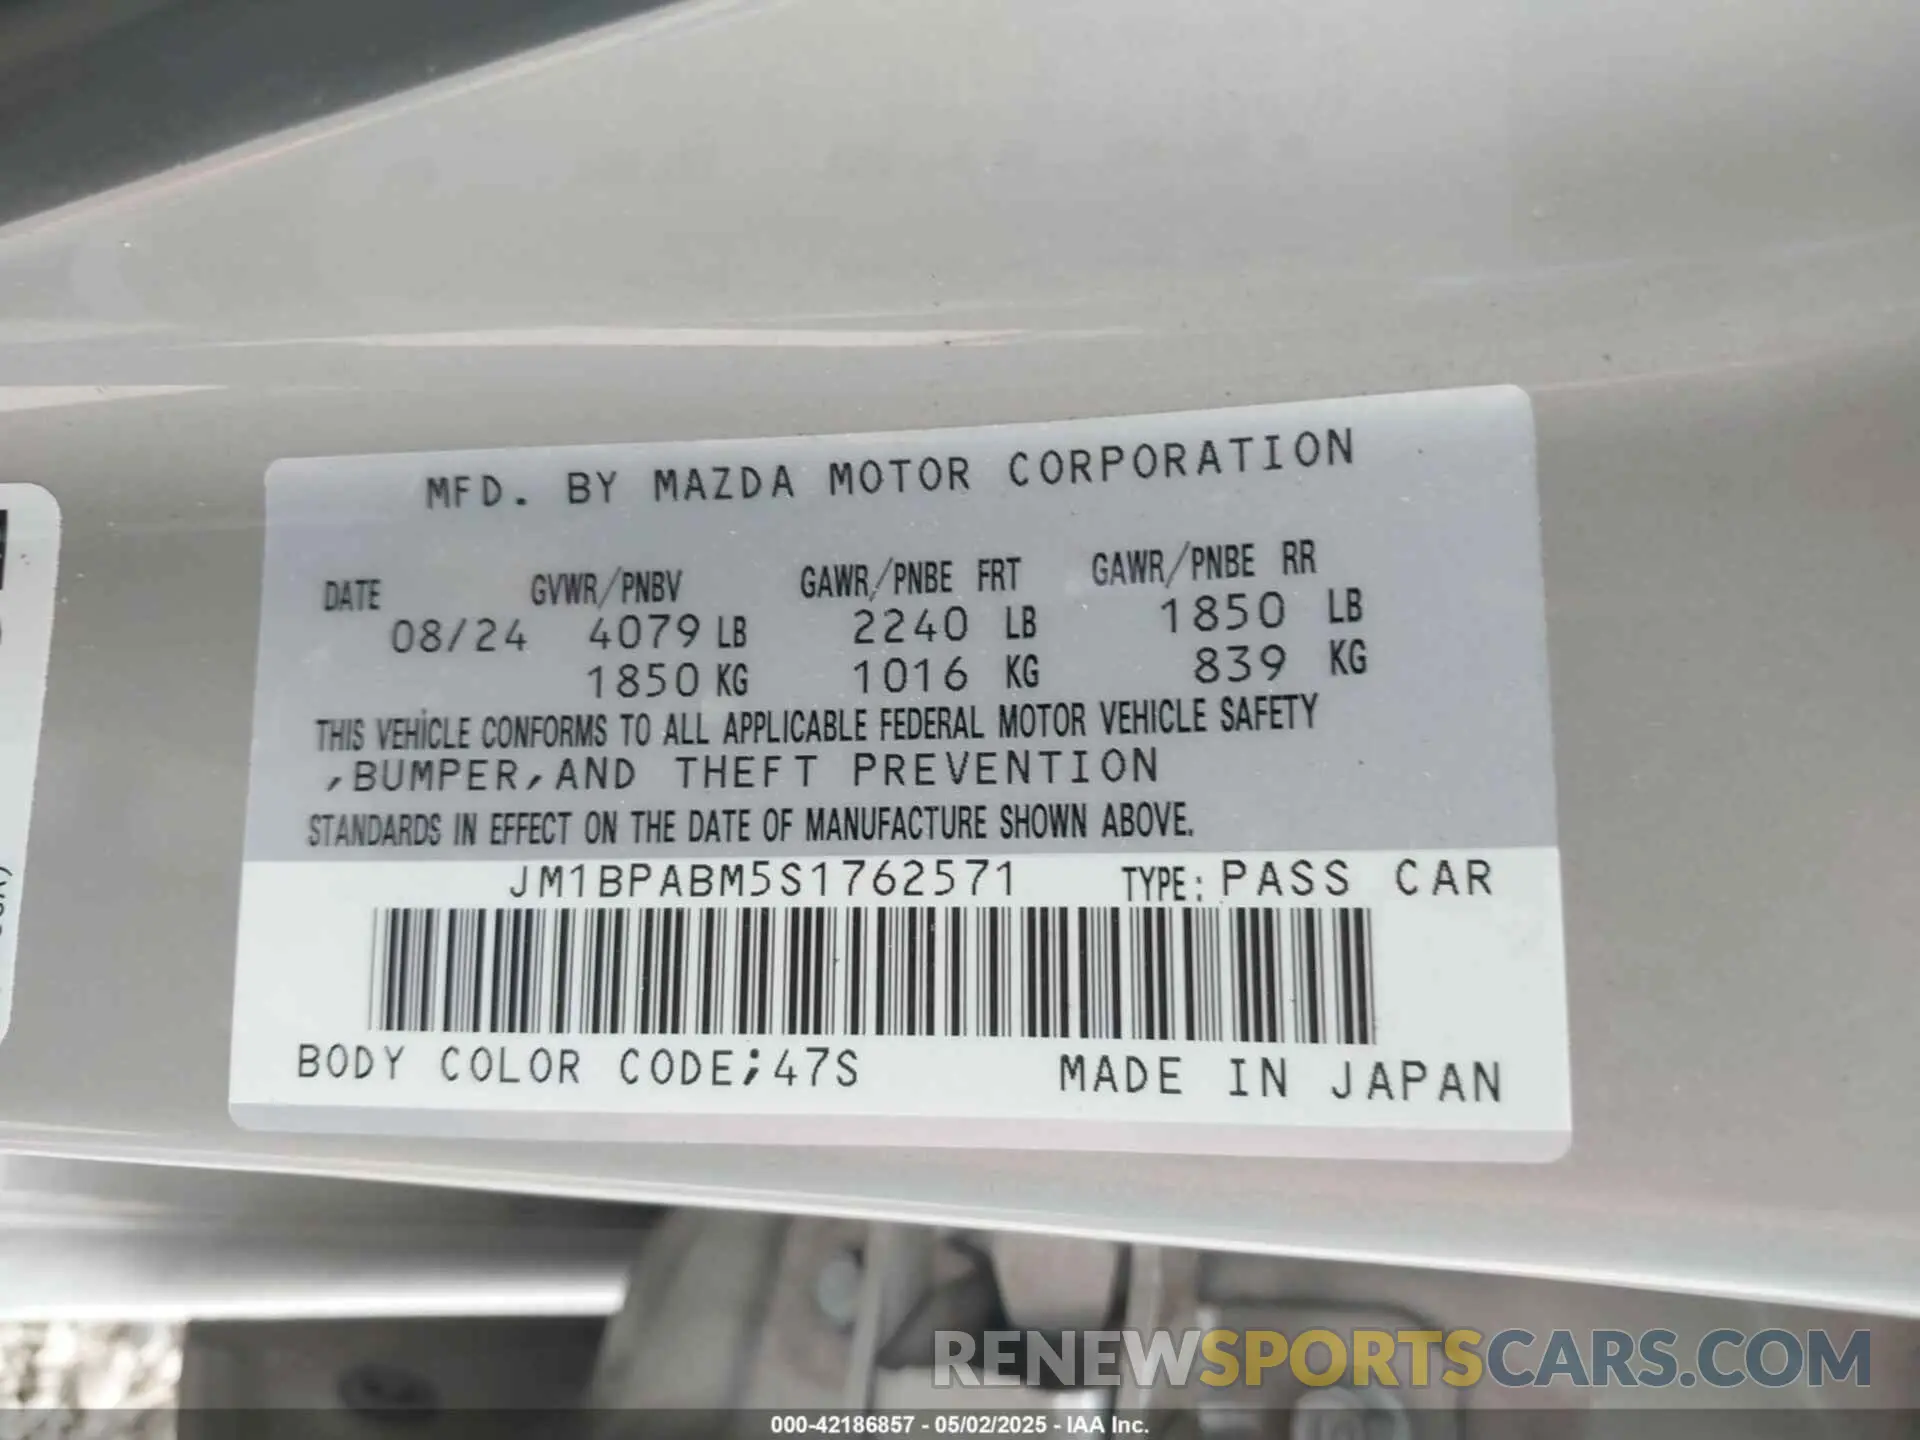 MFD. BY MAZDA MOTOR CORPORATION
DATE GVWR/PNBV GAWR/PNBE FRT GAWR/PNBE RR
08/24 4079 LB 2240 LB 1850 LB
1850 KG 1016 KG 839 KG
THIS VEHICLE CONFORMS TO ALL APPLICABLE FEDERAL MOTOR VEHICLE SAFETY
,BUMPER,AND THEFT PREVENTION
STANDARDS IN EFFECT ON THE DATE OF MANUFACTURE SHOWN ABOVE.
JM1BPABM5S1762571 TYPE: PASS CAR
BODY COLOR CODE;47S MADE IN JAPAN
RENEWSPORTSCARS.COM
000-42186857 - 05/02/2025 - IAA Inc.